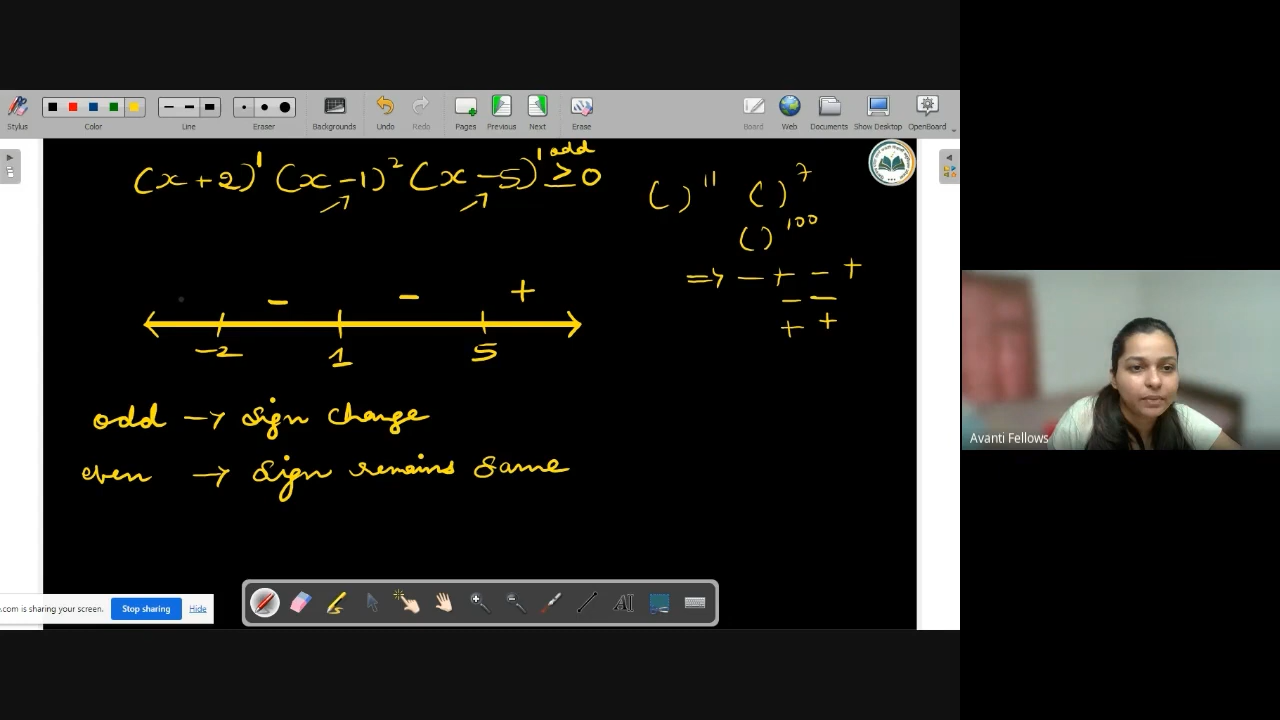 Stylus Color Line Eraser Backgrounds Undo Redo Pages Previous Next Erase Board Web Documents Show Desktop OpenBoard
(x+2)¹ (x-1)² (x-5)¹ ≥ 0
odd
( )¹¹ ( )⁷
( )¹⁰⁰
⇒ - + - +
- -
+ +
- - +
-2 1 5
odd → sign change
even → sign remains same
Avanti Fellows
.com is sharing your screen. Stop sharing Hide